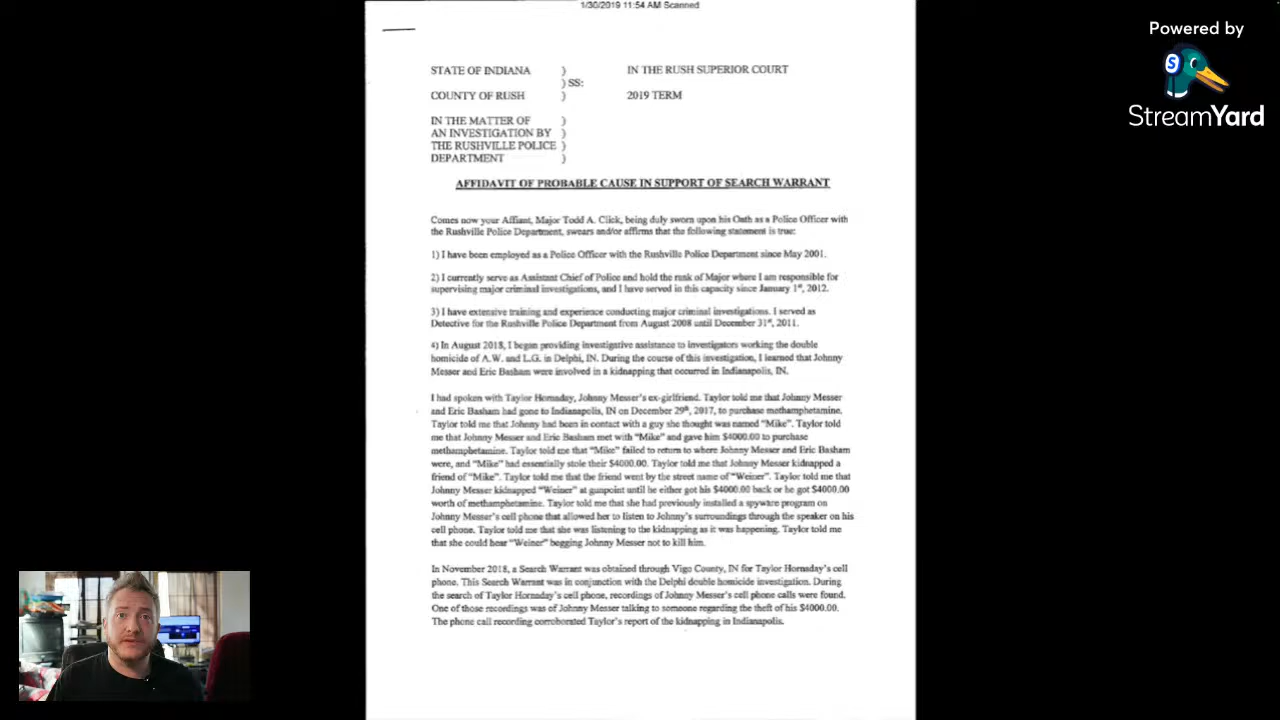 1/30/2019 11:54 AM Scanned
Powered by
StreamYard
STATE OF INDIANA ) IN THE RUSH SUPERIOR COURT
) SS:
COUNTY OF RUSH ) 2019 TERM
IN THE MATTER OF )
AN INVESTIGATION BY )
THE RUSHVILLE POLICE )
DEPARTMENT )
AFFIDAVIT OF PROBABLE CAUSE IN SUPPORT OF SEARCH WARRANT
Comes now your Affiant, Major Todd A. Click, being duly sworn upon his Oath as a Police Officer with
the Rushville Police Department, swears and/or affirms that the following statement is true:
1) I have been employed as a Police Officer with the Rushville Police Department since May 2001.
2) I currently serve as Assistant Chief of Police and hold the rank of Major where I am responsible for
supervising major criminal investigations, and I have served in this capacity since January 1st, 2012.
3) I have extensive training and experience conducting major criminal investigations. I served as
Detective for the Rushville Police Department from August 2008 until December 31st, 2011.
4) In August 2018, I began providing investigative assistance to investigators working the double
homicide of A.W. and L.G. in Delphi, IN. During the course of this investigation, I learned that Johnny
Messer and Eric Basham were involved in a kidnapping that occurred in Indianapolis, IN.
I had spoken with Taylor Hornaday, Johnny Messer's ex-girlfriend. Taylor told me that Johnny Messer
and Eric Basham had gone to Indianapolis, IN on December 29th, 2017, to purchase methamphetamine.
Taylor told me that Johnny had been in contact with a guy she thought was named "Mike". Taylor told
me that Johnny Messer and Eric Basham met with "Mike" and gave him $4000.00 to purchase
methamphetamine. Taylor told me that "Mike" failed to return to where Johnny Messer and Eric Basham
were, and "Mike" had essentially stole their $4000.00. Taylor told me that Johnny Messer kidnapped a
friend of "Mike". Taylor told me that the friend went by the street name of "Weiner". Taylor told me that
Johnny Messer kidnapped "Weiner" at gunpoint until he either got his $4000.00 back or he got $4000.00
worth of methamphetamine. Taylor told me that she had previously installed a spyware program on
Johnny Messer's cell phone that allowed her to listen to Johnny's surroundings through the speaker on his
cell phone. Taylor told me that she was listening to the kidnapping as it was happening. Taylor told me
that she could hear "Weiner" begging Johnny Messer not to kill him.
In November 2018, a Search Warrant was obtained through Vigo County, IN for Taylor Hornaday's cell
phone. This Search Warrant was in conjunction with the Delphi double homicide investigation. During
the search of Taylor Hornaday's cell phone, recordings of Johnny Messer's cell phone calls were found.
One of those recordings was of Johnny Messer talking to someone regarding the theft of his $4000.00.
The phone call recording corroborated Taylor's report of the kidnapping in Indianapolis.